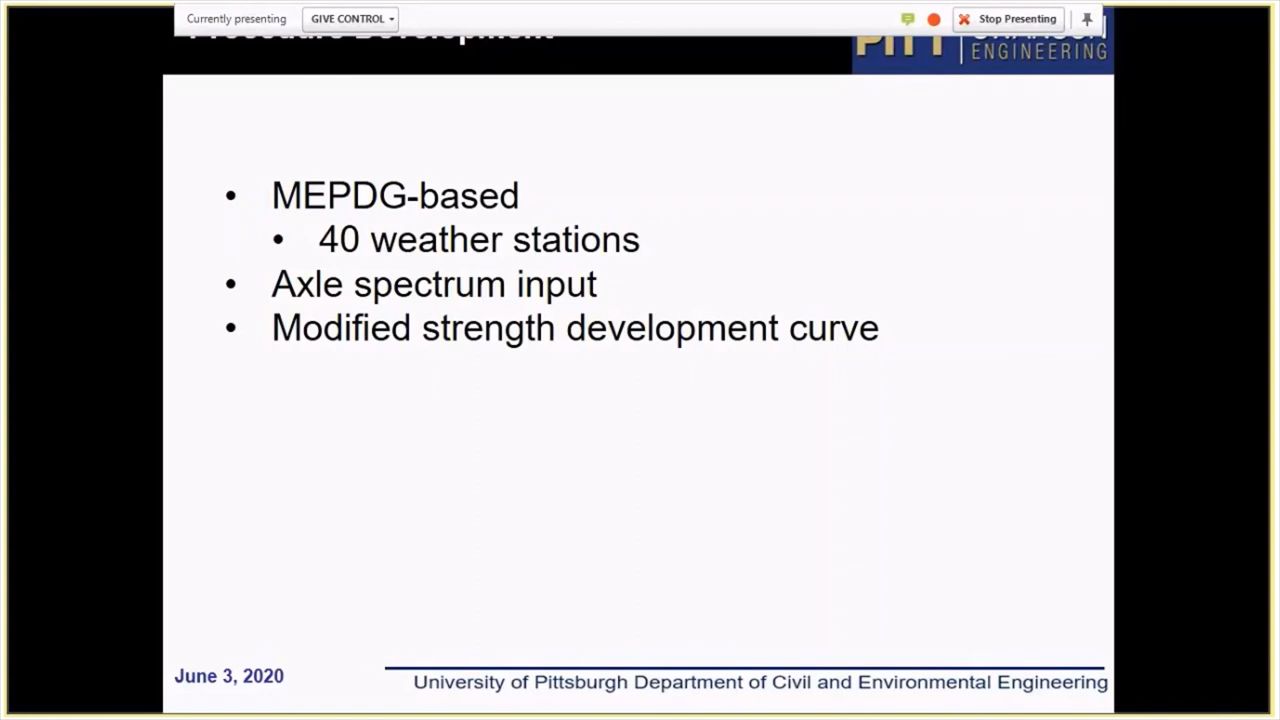 Currently presenting
GIVE CONTROL
Stop Presenting
Procedure Development
PITT
ENGINEERING
• MEPDG-based
• 40 weather stations
• Axle spectrum input
• Modified strength development curve
June 3, 2020
University of Pittsburgh Department of Civil and Environmental Engineering